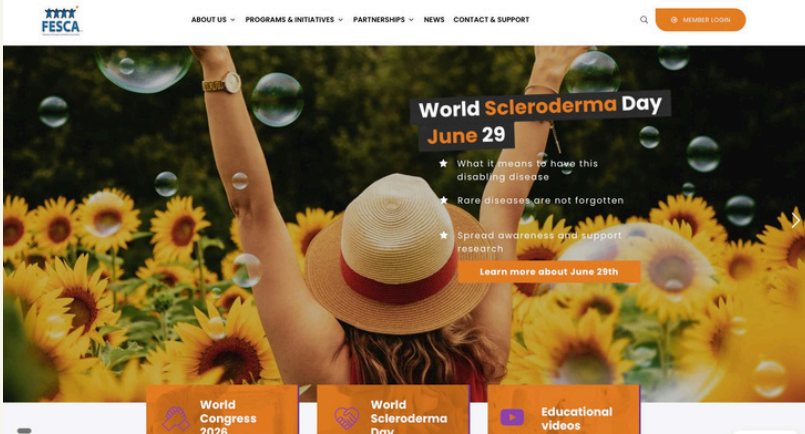 FESCA
ABOUT US
PROGRAMS & INITIATIVES
PARTNERSHIPS
NEWS
CONTACT & SUPPORT
MEMBER LOGIN
World Scleroderma Day
June 29
What it means to have this
disabling disease
Rare diseases are not forgotten
Spread awareness and support
research
Learn more about June 29th
World
Congress
2026
World
Scleroderma
Day
Educational
videos